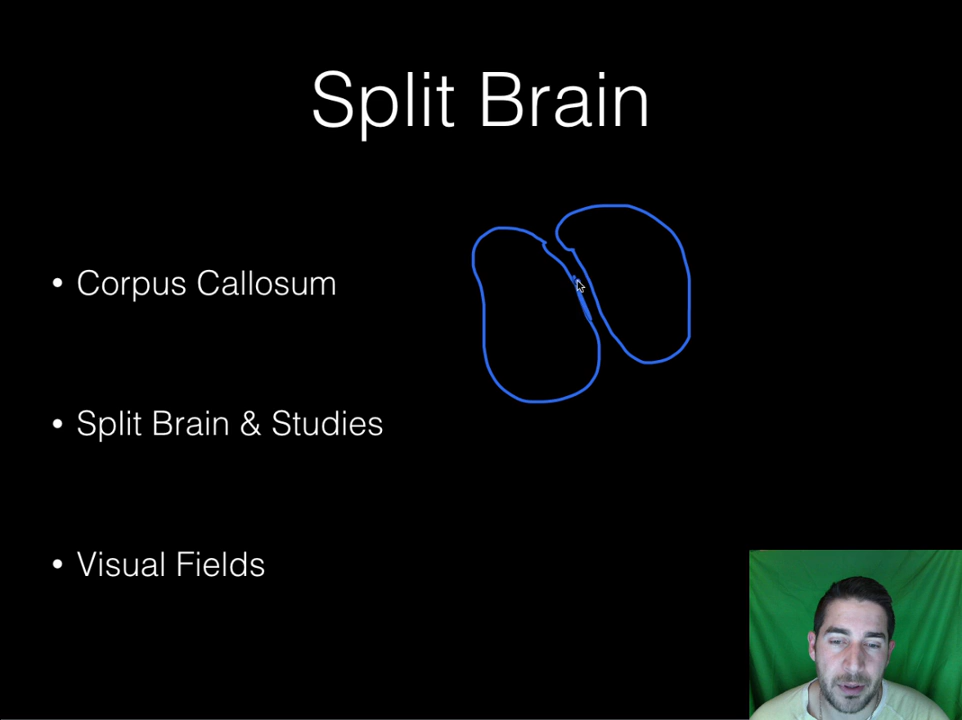 Split Brain
• Corpus Callosum
• Split Brain & Studies
• Visual Fields